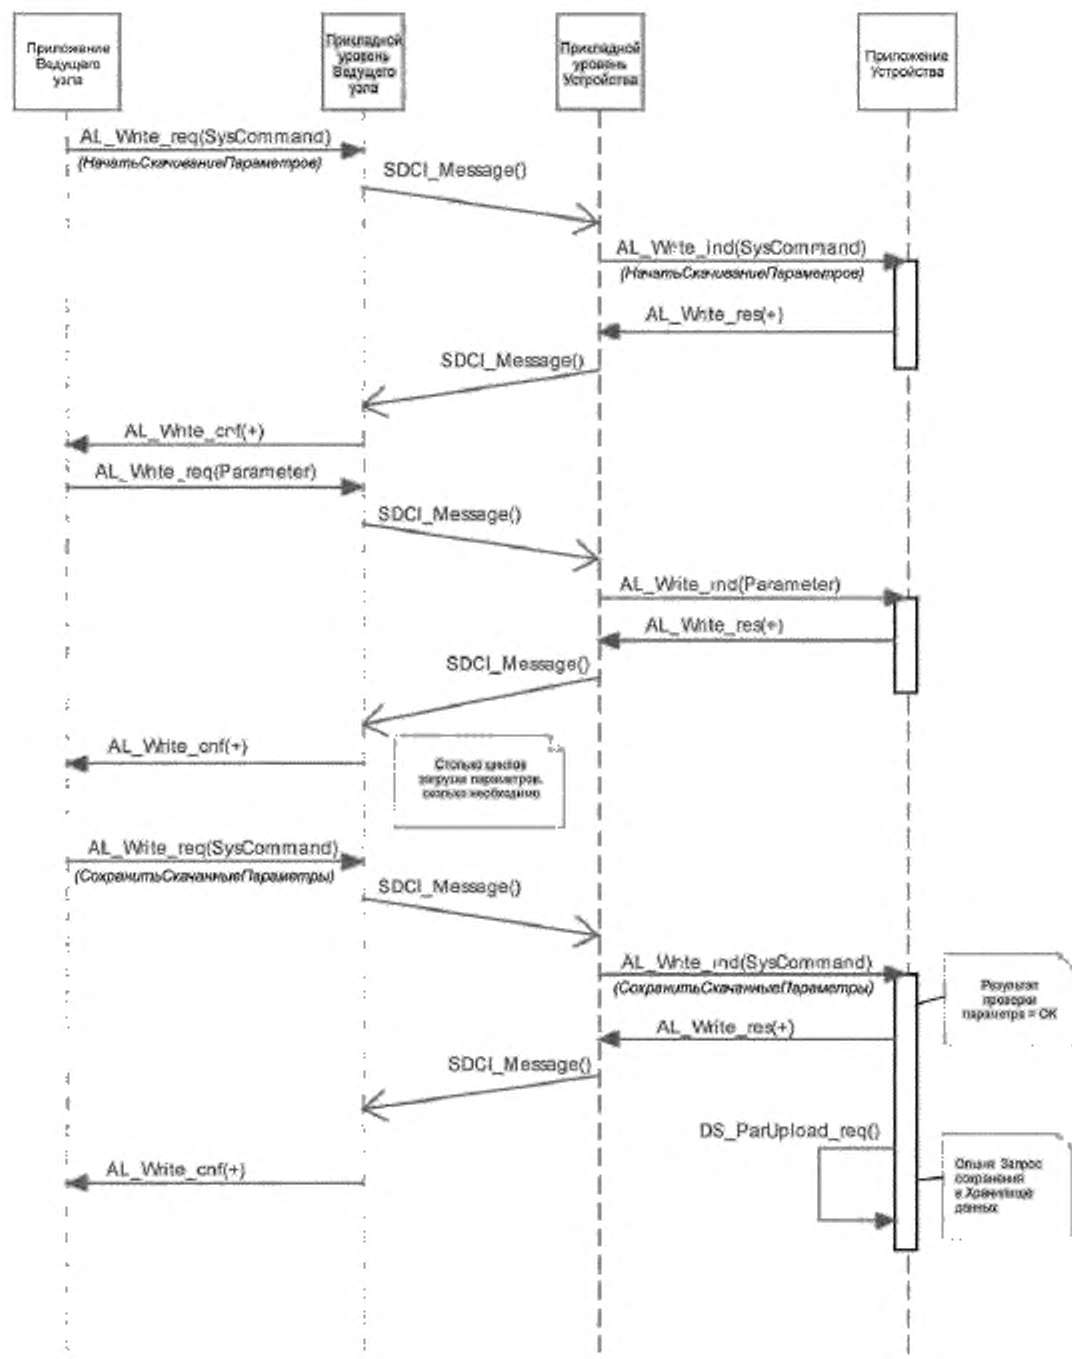 Приложение
Ведущего
узла
Прикладной
уровень
Ведущего
узла
Прикладной
уровень
Устройства
Приложение
Устройства
AL_Write_req(SysCommand)
(НачатьСкачиваниеПараметров)
SDCI_Message()
AL_Write_ind(SysCommand)
(НачатьСкачиваниеПараметров)
AL_Write_res(+)
SDCI_Message()
AL_Write_cnf(+)
AL_Write_req(Parameter)
SDCI_Message()
AL_Write_ind(Parameter)
AL_Write_res(+)
SDCI_Message()
AL_Write_cnf(+)
Столько циклов
загрузки параметров,
сколько необходимо
AL_Write_req(SysCommand)
(СохранитьСкачанныеПараметры)
SDCI_Message()
AL_Write_ind(SysCommand)
(СохранитьСкачанныеПараметры)
Результат
проверки
параметра = OK
AL_Write_res(+)
SDCI_Message()
DS_ParUpload_req()
AL_Write_cnf(+)
Опция Запрос
сохранения
в Хранилище
данных